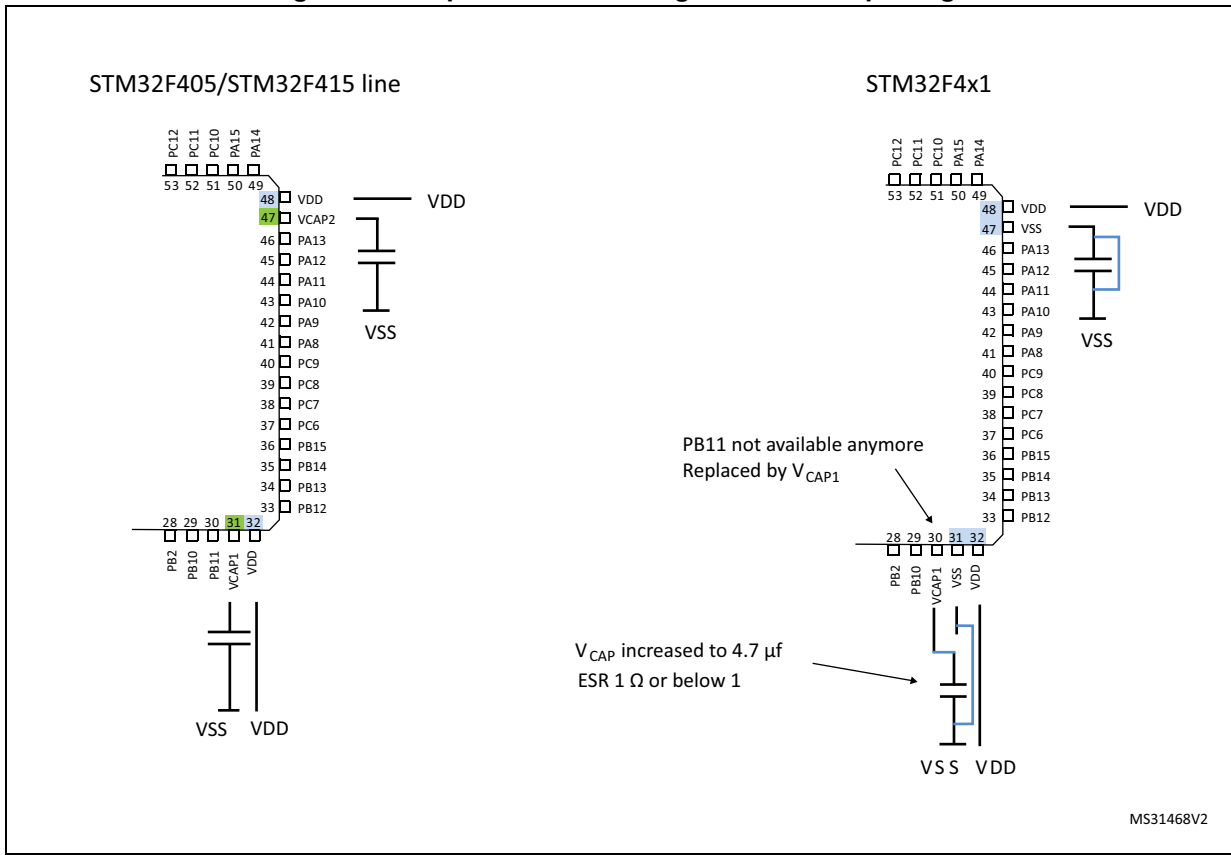 STM32F405/STM32F415 line
PC12
PC11
PC10
PA15
PA14
53 52 51 50 49
48 VDD
47 VCAP2
46 PA13
45 PA12
44 PA11
43 PA10
42 PA9
41 PA8
40 PC9
39 PC8
38 PC7
37 PC6
36 PB15
35 PB14
34 PB13
33 PB12
28 29 30 31 32
PB2
PB10
PB11
VCAP1
VDD
VDD
VSS
VSS VDD
STM32F4x1
PC12
PC11
PC10
PA15
PA14
53 52 51 50 49
48 VDD
47 VSS
46 PA13
45 PA12
44 PA11
43 PA10
42 PA9
41 PA8
40 PC9
39 PC8
38 PC7
37 PC6
36 PB15
35 PB14
34 PB13
33 PB12
28 29 30 31 32
PB2
PB10
VCAP1
VSS
VDD
VDD
VSS
PB11 not available anymore
Replaced by VCAP1
VCAP increased to 4.7 µf
ESR 1 Ω or below 1
VSS VDD
MS31468V2